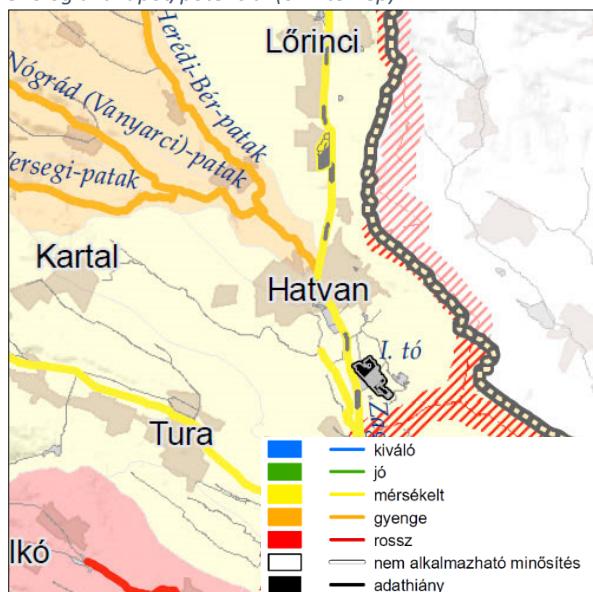 Lőrinci
Herédi-Bér-patak
Nógrád (Vanyarci)-patak
Versegi-patak
Kartal
Hatvan
I. tó
Tura
lkó
kiváló
jó
mérsékelt
gyenge
rossz
nem alkalmazható minősítés
adathiány